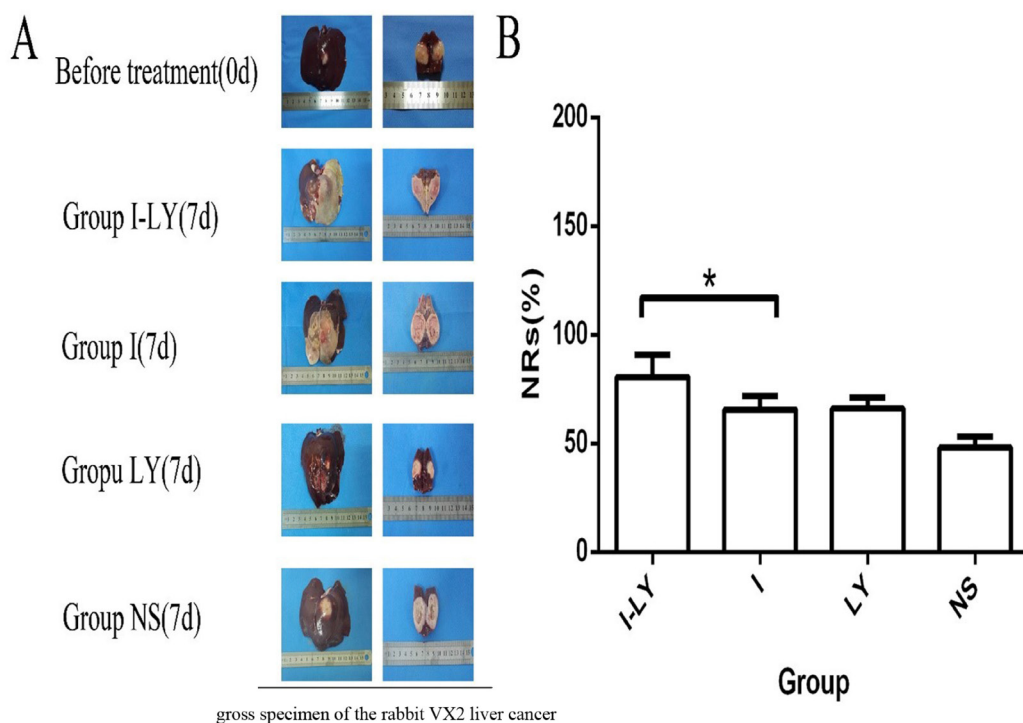 A
Before treatment(0d)
Group I-LY(7d)
Group I(7d)
Gropu LY(7d)
Group NS(7d)
gross specimen of the rabbit VX2 liver cancer
B
NRs(%)
200
150
100
50
0
*
I-LY
I
LY
NS
Group